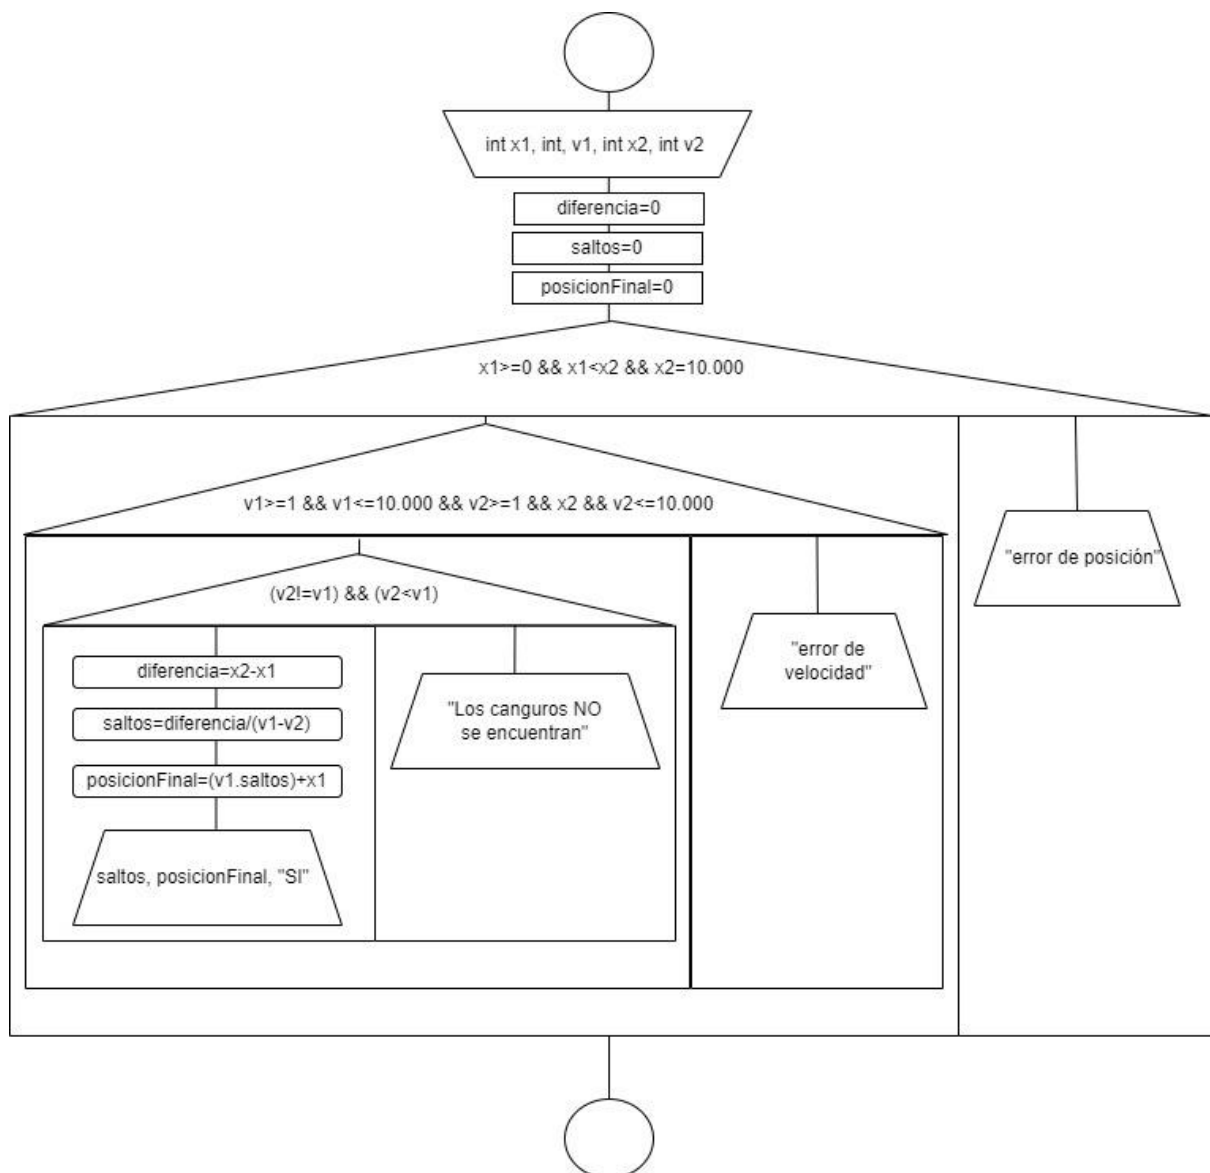 int x1, int, v1, int x2, int v2
diferencia=0
saltos=0
posicionFinal=0
x1>=0 && x1<x2 && x2=10.000
v1>=1 && v1<=10.000 && v2>=1 && x2 && v2<=10.000
"error de posición"
(v2!=v1) && (v2<v1)
"error de
velocidad"
diferencia=x2-x1
saltos=diferencia/(v1-v2)
posicionFinal=(v1.saltos)+x1
saltos, posicionFinal, "SI"
"Los canguros NO
se encuentran"